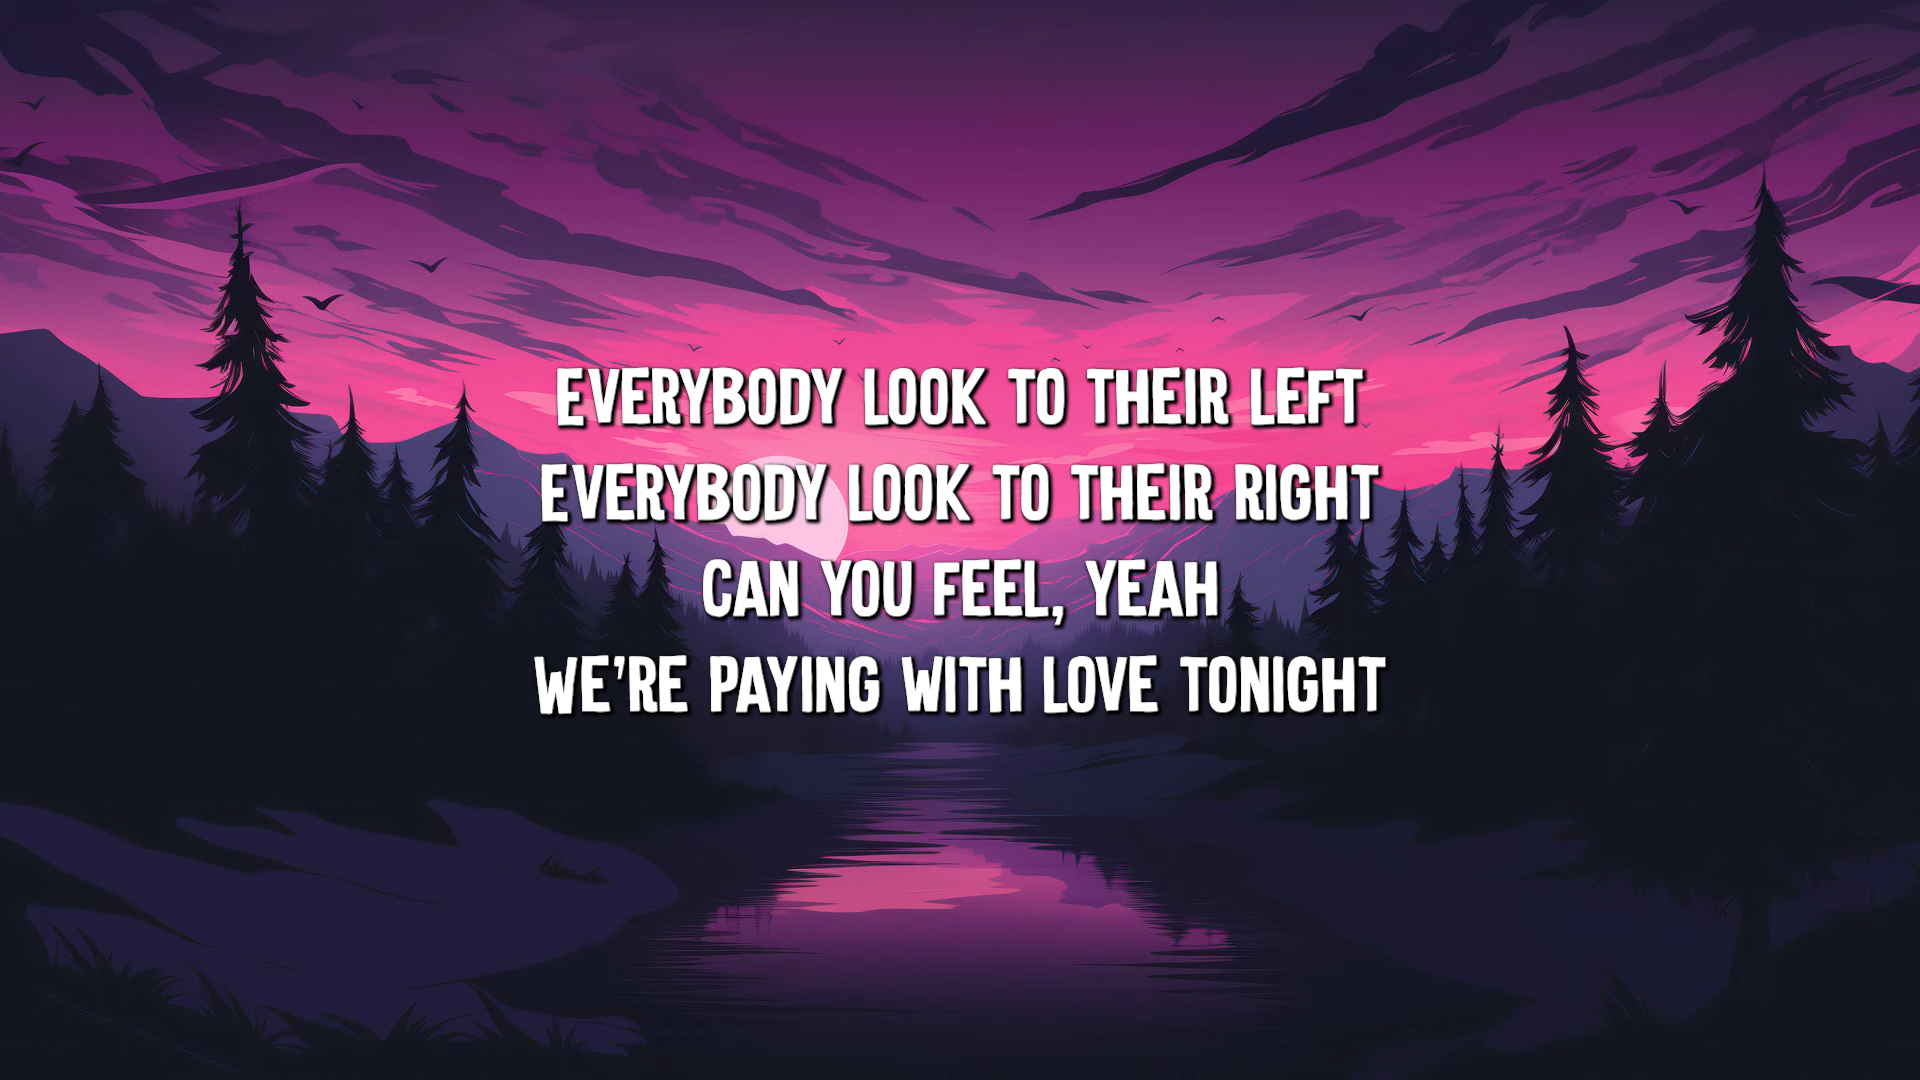 EVERYBODY LOOK TO THEIR LEFT
EVERYBODY LOOK TO THEIR RIGHT
CAN YOU FEEL, YEAH
WE'RE PAYING WITH LOVE TONIGHT